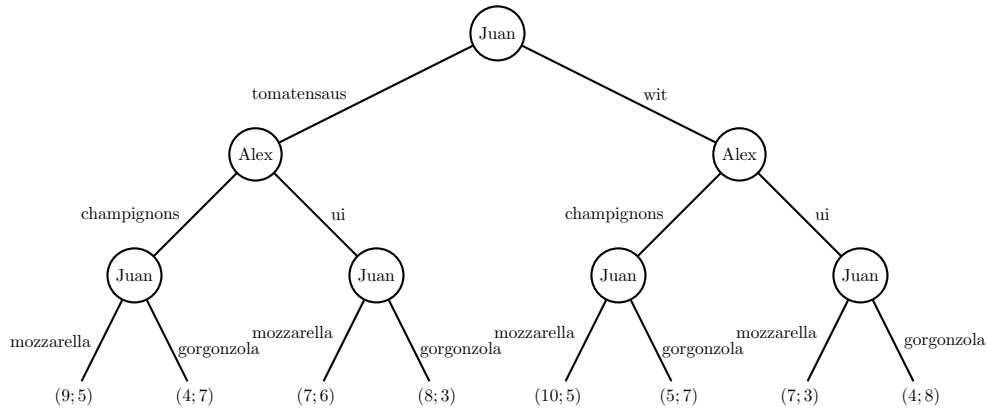 Juan
tomatensaus wit
Alex Alex
champignons ui champignons ui
Juan Juan Juan Juan
mozzarella gorgonzola mozzarella gorgonzola mozzarella gorgonzola mozzarella gorgonzola
(9; 5) (4; 7) (7; 6) (8; 3) (10; 5) (5; 7) (7; 3) (4; 8)